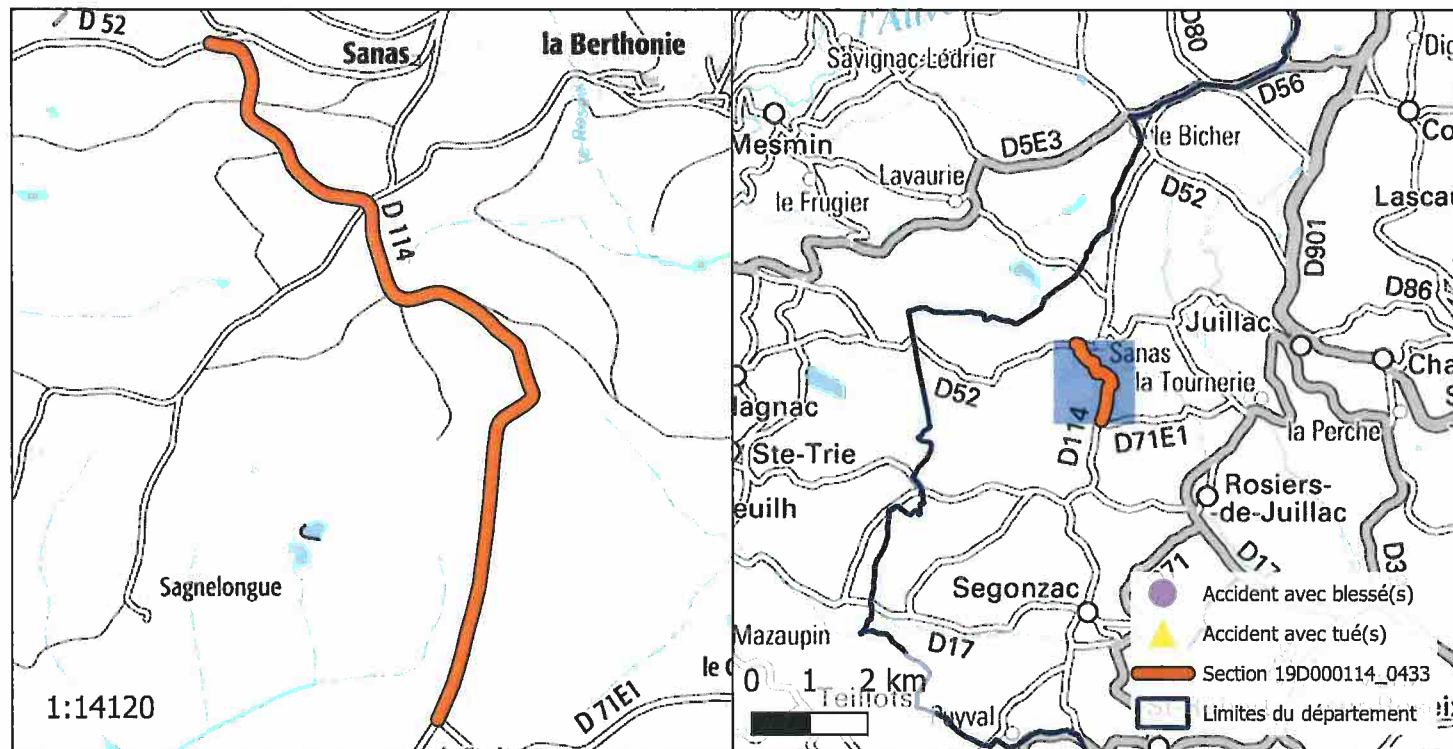 D 52
Sanas
la Berthonie
D 114
Sagnelongue
D 71E1
1:14120
Savignac-Lédrier
D80
D56
Mesmin
D5E3
le Bicher
Lavaurie
D52
le Frugier
D901
D86
Juillac
Sanas
la Tournerie
D52
D114
D71E1
la Perche
Ste-Trie
Rosiers-
-de-Juillac
Segonzac
Mazaupin
D17
0 1 2 km
Teillots
Puyval
Accident avec blessé(s)
Accident avec tué(s)
Section 19D000114_0433
Limites du département